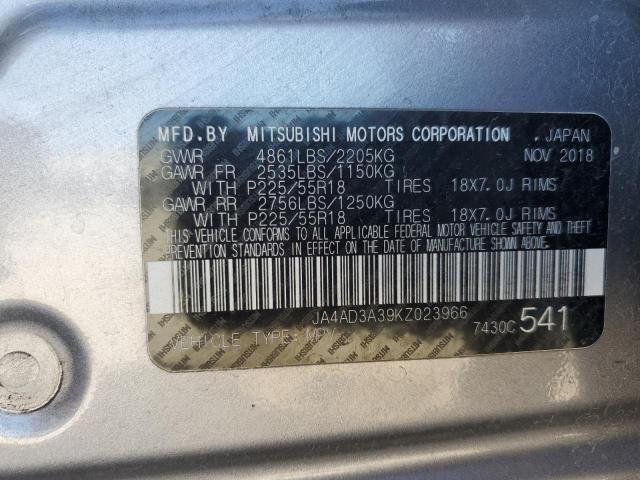 MFD.BY MITSUBISHI MOTORS CORPORATION , JAPAN
GVWR 4861LBS/2205KG NOV 2018
GAWR FR 2535LBS/1150KG
WITH P225/55R18 TIRES 18X7.0J RIMS
GAWR RR 2756LBS/1250KG
WITH P225/55R18 TIRES 18X7.0J RIMS
THIS VEHICLE CONFORMS TO ALL APPLICABLE FEDERAL MOTOR VEHICLE SAFETY, BUMPER, AND THEFT
PREVENTION STANDARDS IN EFFECT ON THE DATE OF MANUFACTURE SHOWN ABOVE.
JA4AD3A39KZ023966
VEHICLE TYPE:MPV 7430C 541